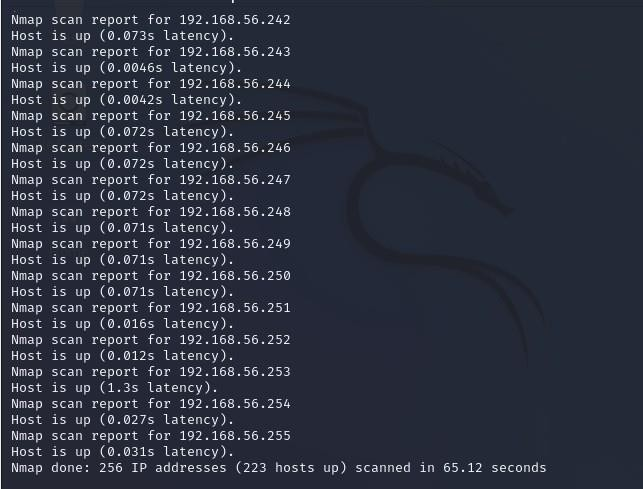 Nmap scan report for 192.168.56.242
Host is up (0.073s latency).
Nmap scan report for 192.168.56.243
Host is up (0.0046s latency).
Nmap scan report for 192.168.56.244
Host is up (0.0042s latency).
Nmap scan report for 192.168.56.245
Host is up (0.072s latency).
Nmap scan report for 192.168.56.246
Host is up (0.072s latency).
Nmap scan report for 192.168.56.247
Host is up (0.072s latency).
Nmap scan report for 192.168.56.248
Host is up (0.071s latency).
Nmap scan report for 192.168.56.249
Host is up (0.071s latency).
Nmap scan report for 192.168.56.250
Host is up (0.071s latency).
Nmap scan report for 192.168.56.251
Host is up (0.016s latency).
Nmap scan report for 192.168.56.252
Host is up (0.012s latency).
Nmap scan report for 192.168.56.253
Host is up (1.3s latency).
Nmap scan report for 192.168.56.254
Host is up (0.027s latency).
Nmap scan report for 192.168.56.255
Host is up (0.031s latency).
Nmap done: 256 IP addresses (223 hosts up) scanned in 65.12 seconds